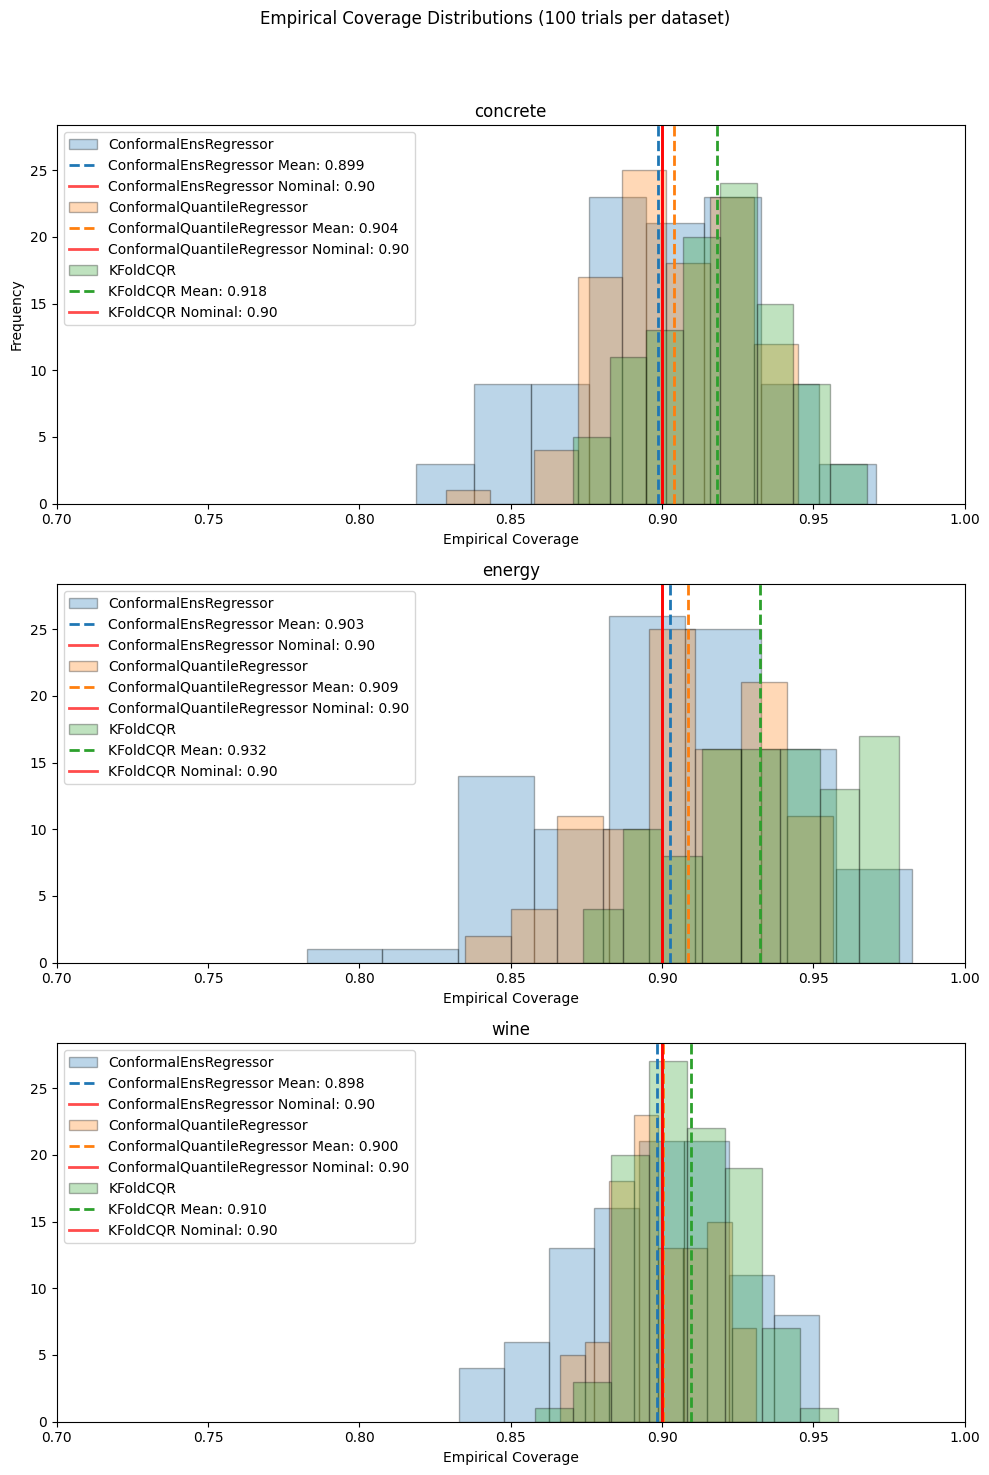 Empirical Coverage Distributions (100 trials per dataset)
concrete
ConformalEnsRegressor
ConformalEnsRegressor Mean: 0.899
ConformalEnsRegressor Nominal: 0.90
ConformalQuantileRegressor
ConformalQuantileRegressor Mean: 0.904
ConformalQuantileRegressor Nominal: 0.90
KFoldCQR
KFoldCQR Mean: 0.918
KFoldCQR Nominal: 0.90
25
20
15
10
5
0
Frequency
0.70 0.75 0.80 0.85 0.90 0.95 1.00
Empirical Coverage
energy
ConformalEnsRegressor
ConformalEnsRegressor Mean: 0.903
ConformalEnsRegressor Nominal: 0.90
ConformalQuantileRegressor
ConformalQuantileRegressor Mean: 0.909
ConformalQuantileRegressor Nominal: 0.90
KFoldCQR
KFoldCQR Mean: 0.932
KFoldCQR Nominal: 0.90
25
20
15
10
5
0
0.70 0.75 0.80 0.85 0.90 0.95 1.00
Empirical Coverage
wine
ConformalEnsRegressor
ConformalEnsRegressor Mean: 0.898
ConformalEnsRegressor Nominal: 0.90
ConformalQuantileRegressor
ConformalQuantileRegressor Mean: 0.900
ConformalQuantileRegressor Nominal: 0.90
KFoldCQR
KFoldCQR Mean: 0.910
KFoldCQR Nominal: 0.90
25
20
15
10
5
0
0.70 0.75 0.80 0.85 0.90 0.95 1.00
Empirical Coverage